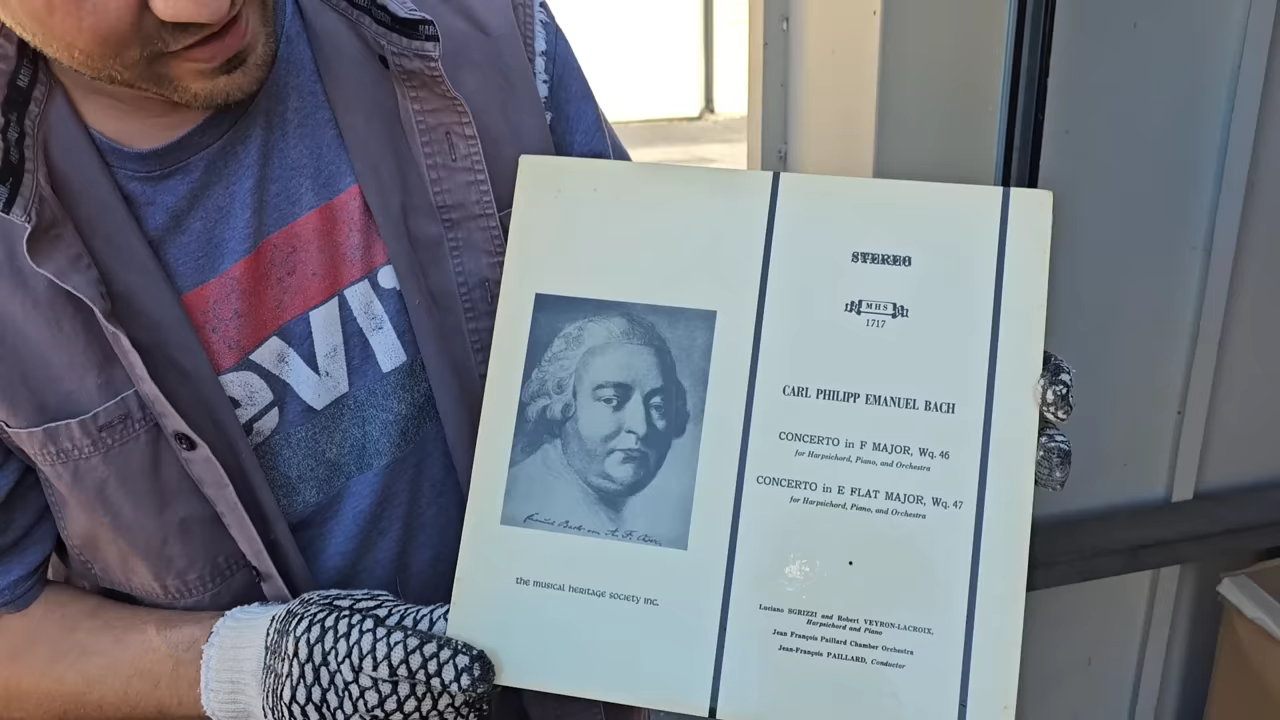 HARLEY-DAVIDSON
evi
STEREO
MHS
1717
CARL PHILIPP EMANUEL BACH
CONCERTO in F MAJOR, Wq. 46
for Harpsichord, Piano, and Orchestra
CONCERTO in E FLAT MAJOR, Wq. 47
for Harpsichord, Piano, and Orchestra
the musical heritage society inc.
Luciano SGRIZZI and Robert VEYRON-LACROIX,
Harpsichord and Piano
Jean François Paillard Chamber Orchestra
Jean-François PAILLARD, Conductor